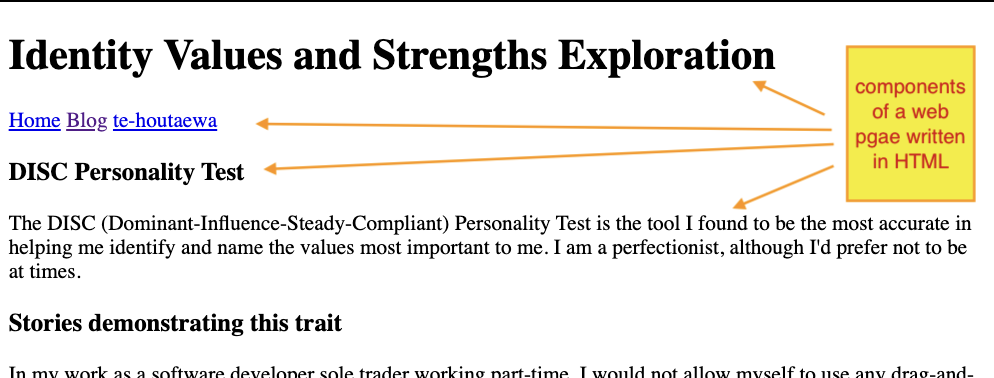 Identity Values and Strengths Exploration
components
of a web
pgae written
in HTML
Home Blog te-houtaewa
DISC Personality Test
The DISC (Dominant-Influence-Steady-Compliant) Personality Test is the tool I found to be the most accurate in
helping me identify and name the values most important to me. I am a perfectionist, although I'd prefer not to be
at times.
Stories demonstrating this trait
In my work as a software developer sole trader working part-time, I would not allow myself to use any drag-and-